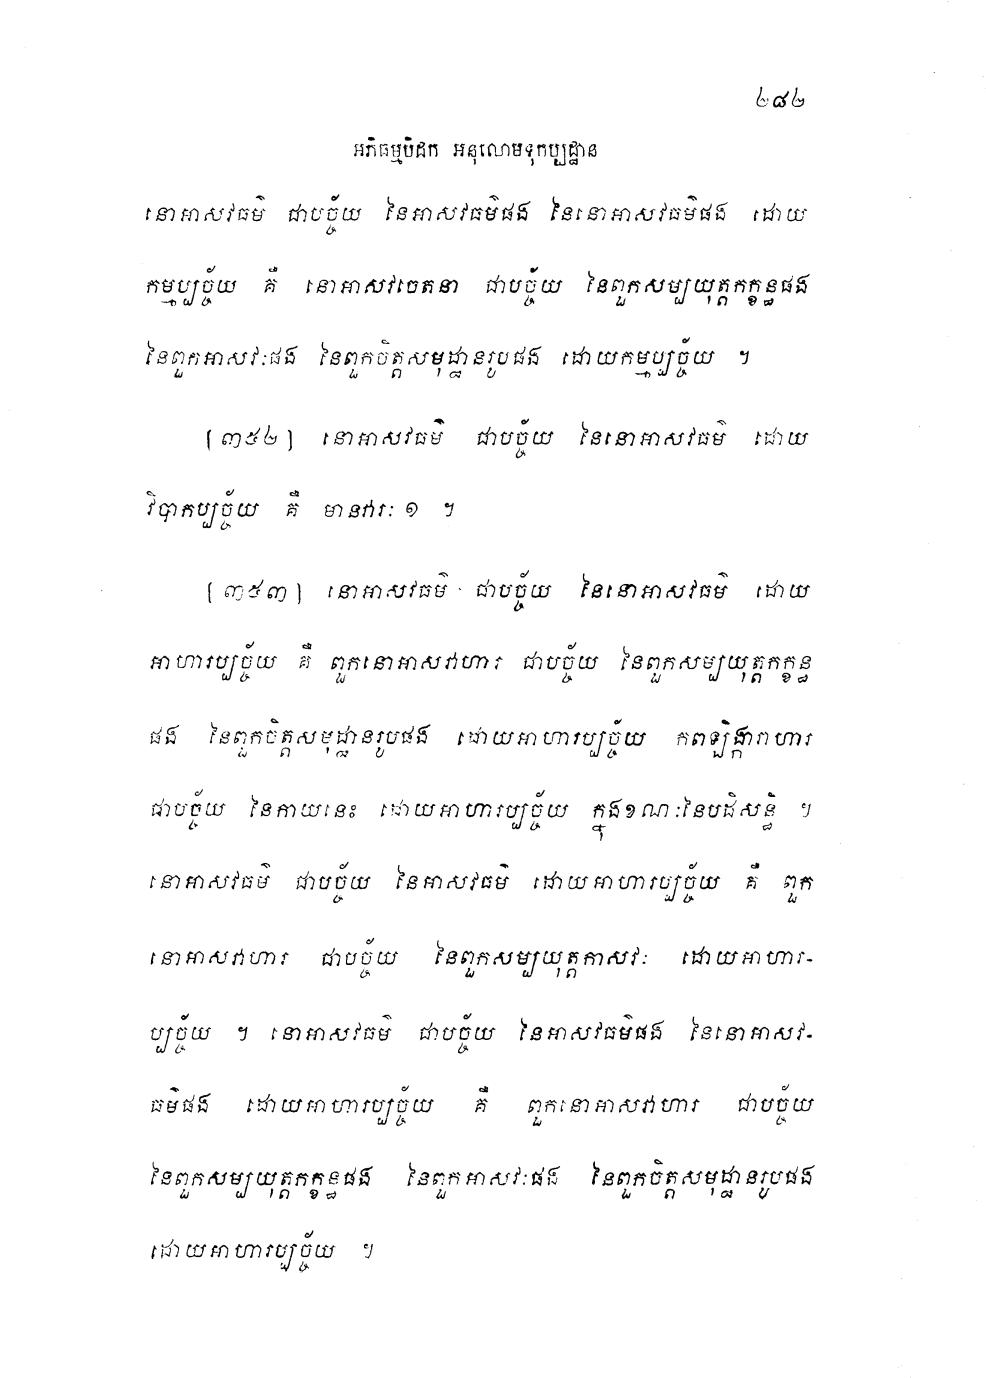 ២៨២
អភិធម្មបិដក អនុលោមទុកប្បដ្ឋាន
នោអាសវធម៌ ជាបច្ច័យ នៃអាសវធម៌ផង នៃនោអាសវធម៌ផង ដោយ
កម្មប្បច្ច័យ គឺ នោអាសវចេតនា ជាបច្ច័យ នៃពួកសម្បយុត្តកក្ខន្ធផង
នៃពួកអាសវៈផង នៃពួកចិត្តសមុដ្ឋានរូបផង ដោយកម្មប្បច្ច័យ ។
[៣៥២] នោអាសវធម៌ ជាបច្ច័យ នៃនោអាសវធម៌ ដោយ
វិបាកប្បច្ច័យ គឺ មានវារៈ ១ ។
[៣៥៣] នោអាសវធម៌ ជាបច្ច័យ នៃនោអាសវធម៌ ដោយ
អាហារប្បច្ច័យ គឺ ពួកនោអាសវាហារ ជាបច្ច័យ នៃពួកសម្បយុត្តកក្ខន្ធ
ផង នៃពួកចិត្តសមុដ្ឋានរូបផង ដោយអាហារប្បច្ច័យ កពឡិង្ការាហារ
ជាបច្ច័យ នៃកាយនេះ ដោយអាហារប្បច្ច័យ ក្នុងខណៈនៃបដិសន្ធិ ។
នោអាសវធម៌ ជាបច្ច័យ នៃអាសវធម៌ ដោយអាហារប្បច្ច័យ គឺ ពួក
នោអាសវាហារ ជាបច្ច័យ នៃពួកសម្បយុត្តកាសវៈ ដោយអាហារ-
ប្បច្ច័យ ។ នោអាសវធម៌ ជាបច្ច័យ នៃអាសវធម៌ផង នៃនោអាសវ-
ធម៌ផង ដោយអាហារប្បច្ច័យ គឺ ពួកនោអាសវាហារ ជាបច្ច័យ
នៃពួកសម្បយុត្តកក្ខន្ធផង នៃពួកអាសវៈផង នៃពួកចិត្តសមុដ្ឋានរូបផង
ដោយអាហារប្បច្ច័យ ។